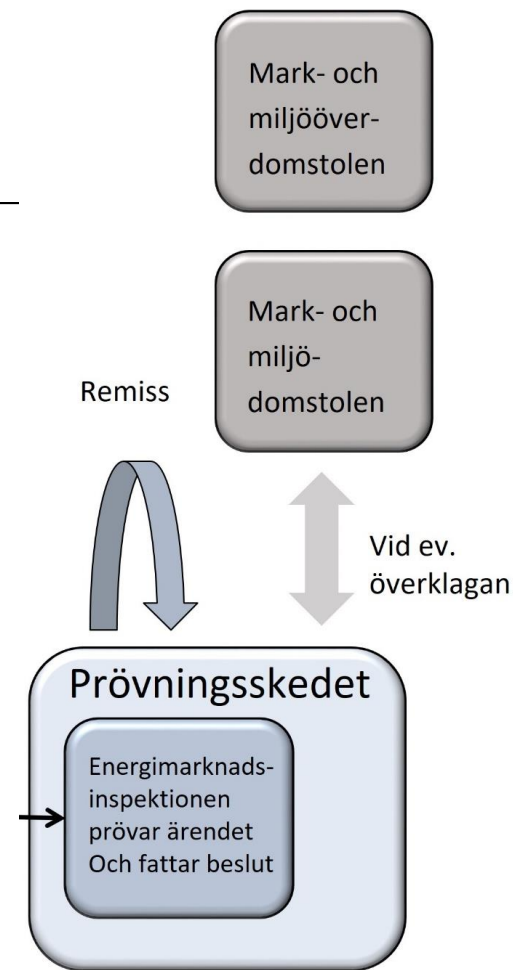 Mark- och
miljööver-
domstolen
Mark- och
miljö-
domstolen
Remiss
Vid ev.
överklagan
Prövningsskedet
Energimarknads-
inspektionen
prövar ärendet
Och fattar beslut